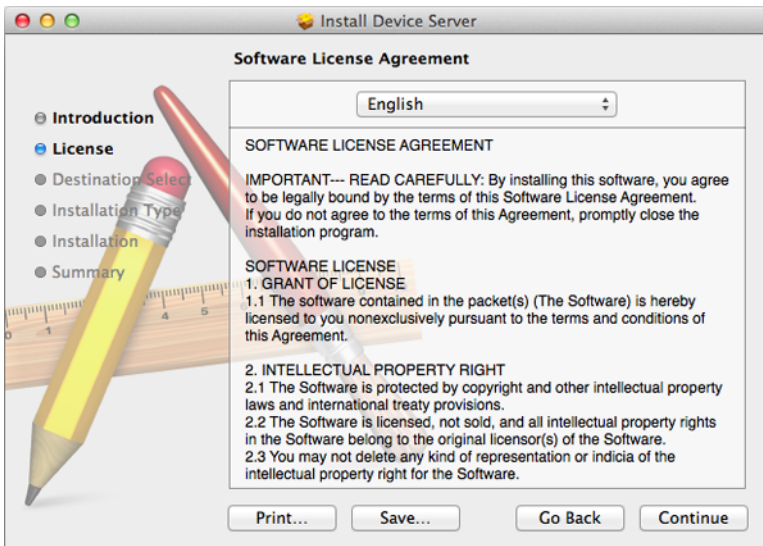 Install Device Server
Software License Agreement
English
Introduction
License
Destination Select
Installation Type
Installation
Summary
SOFTWARE LICENSE AGREEMENT
IMPORTANT--- READ CAREFULLY: By installing this software, you agree
to be legally bound by the terms of this Software License Agreement.
If you do not agree to the terms of this Agreement, promptly close the
installation program.
SOFTWARE LICENSE
1. GRANT OF LICENSE
1.1 The software contained in the packet(s) (The Software) is hereby
licensed to you nonexclusively pursuant to the terms and conditions of
this Agreement.
2. INTELLECTUAL PROPERTY RIGHT
2.1 The Software is protected by copyright and other intellectual property
laws and international treaty provisions.
2.2 The Software is licensed, not sold, and all intellectual property rights
in the Software belong to the original licensor(s) of the Software.
2.3 You may not delete any kind of representation or indicia of the
intellectual property right for the Software.
0 1 4 5
Print... Save... Go Back Continue